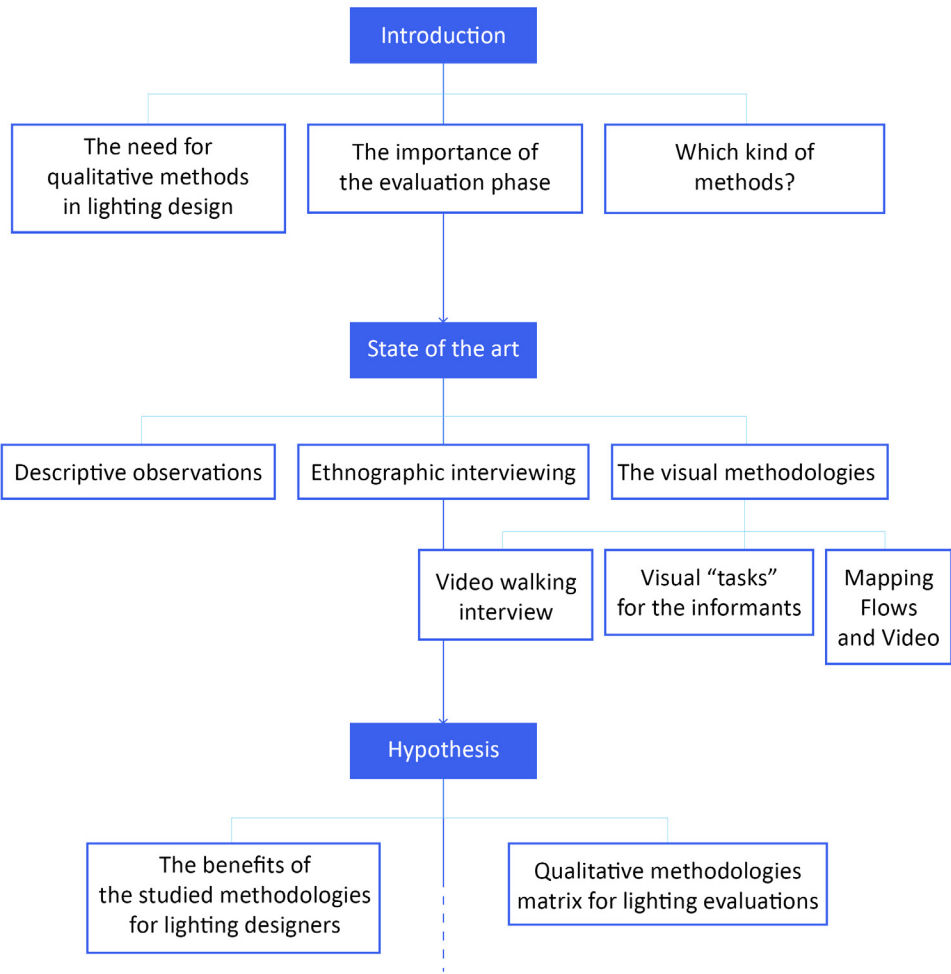 Introduction
The need for
qualitative methods
in lighting design
The importance of
the evaluation phase
Which kind of
methods?
State of the art
Descriptive observations
Ethnographic interviewing
The visual methodologies
Video walking
interview
Visual “tasks”
for the informants
Mapping
Flows
and Video
Hypothesis
The benefits of
the studied methodologies
for lighting designers
Qualitative methodologies
matrix for lighting evaluations